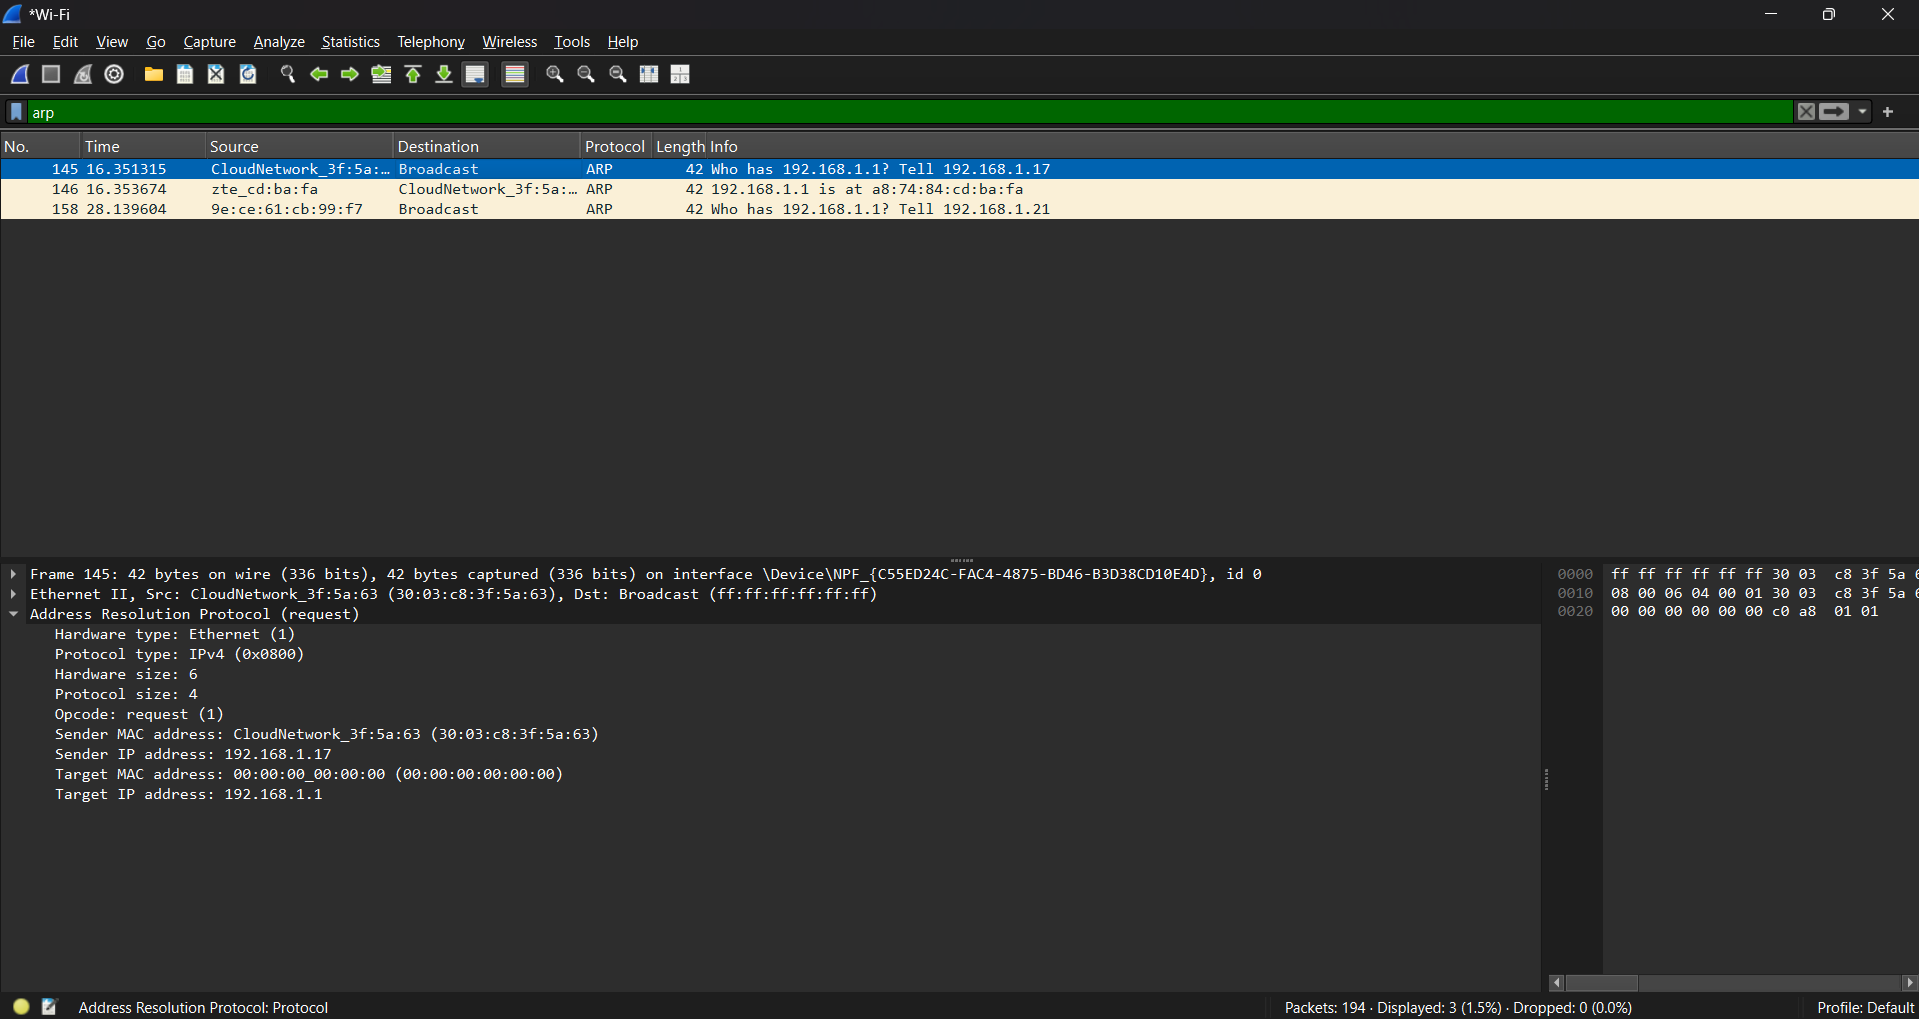 *Wi-Fi
File Edit View Go Capture Analyze Statistics Telephony Wireless Tools Help
arp
No. Time Source Destination Protocol Length Info
145 16.351315 CloudNetwork_3f:5a:… Broadcast ARP 42 Who has 192.168.1.1? Tell 192.168.1.17
146 16.353674 zte_cd:ba:fa CloudNetwork_3f:5a:… ARP 42 192.168.1.1 is at a8:74:84:cd:ba:fa
158 28.139604 9e:ce:61:cb:99:f7 Broadcast ARP 42 Who has 192.168.1.1? Tell 192.168.1.21
Frame 145: 42 bytes on wire (336 bits), 42 bytes captured (336 bits) on interface \Device\NPF_{C55ED24C-FAC4-4875-BD46-B3D38CD10E4D}, id 0
Ethernet II, Src: CloudNetwork_3f:5a:63 (30:03:c8:3f:5a:63), Dst: Broadcast (ff:ff:ff:ff:ff:ff)
Address Resolution Protocol (request)
Hardware type: Ethernet (1)
Protocol type: IPv4 (0x0800)
Hardware size: 6
Protocol size: 4
Opcode: request (1)
Sender MAC address: CloudNetwork_3f:5a:63 (30:03:c8:3f:5a:63)
Sender IP address: 192.168.1.17
Target MAC address: 00:00:00_00:00:00 (00:00:00:00:00:00)
Target IP address: 192.168.1.1
0000 ff ff ff ff ff ff 30 03 c8 3f 5a
0010 08 00 06 04 00 01 30 03 c8 3f 5a
0020 00 00 00 00 00 00 c0 a8 01 01
Address Resolution Protocol: Protocol
Packets: 194 · Displayed: 3 (1.5%) · Dropped: 0 (0.0%)
Profile: Default